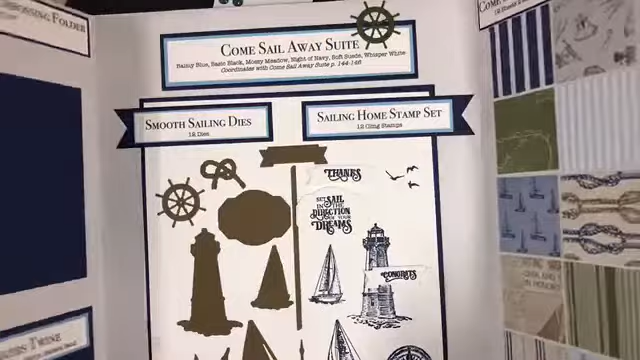 OSSING FOLDER
COME SAIL AWAY SUITE
Balmy Blue, Basic Black, Mossy Meadow, Night of Navy, Soft Suede, Whisper White
Coordinates with Come Sail Away Suite p. 144-146
COME
SMOOTH SAILING DIES
12 Dies
SAILING HOME STAMP SET
12 Cling Stamps
THANKS
SET SAIL
IN THE
DIRECTION
OF YOUR
DREAMS
CONGRATS
TWINE